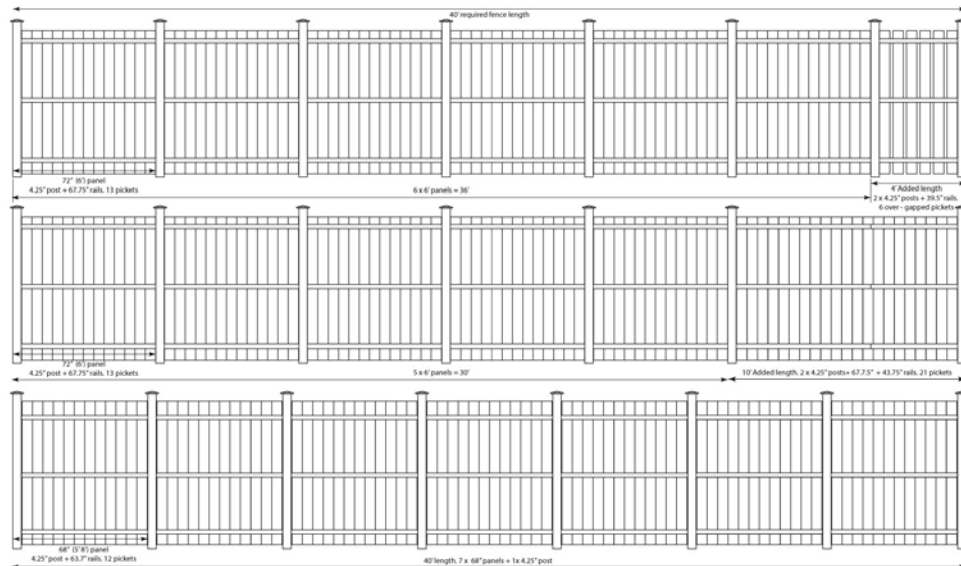 40' required fence length
72" (6') panel
4.25" post + 67.75" rails. 13 pickets
6 x 6' panels = 36'
4' Added length
2 x 4.25" posts + 39.5" rails.
6 over - gapped pickets
72" (6') panel
4.25" post + 67.75" rails. 13 pickets
5 x 6' panels = 30'
10' Added length. 2 x 4.25" posts+ 67.7.5" + 43.75" rails. 21 pickets
68" (5'8') panel
4.25" post + 63.7" rails. 12 pickets
40' length. 7 x 68" panels + 1x 4.25" post